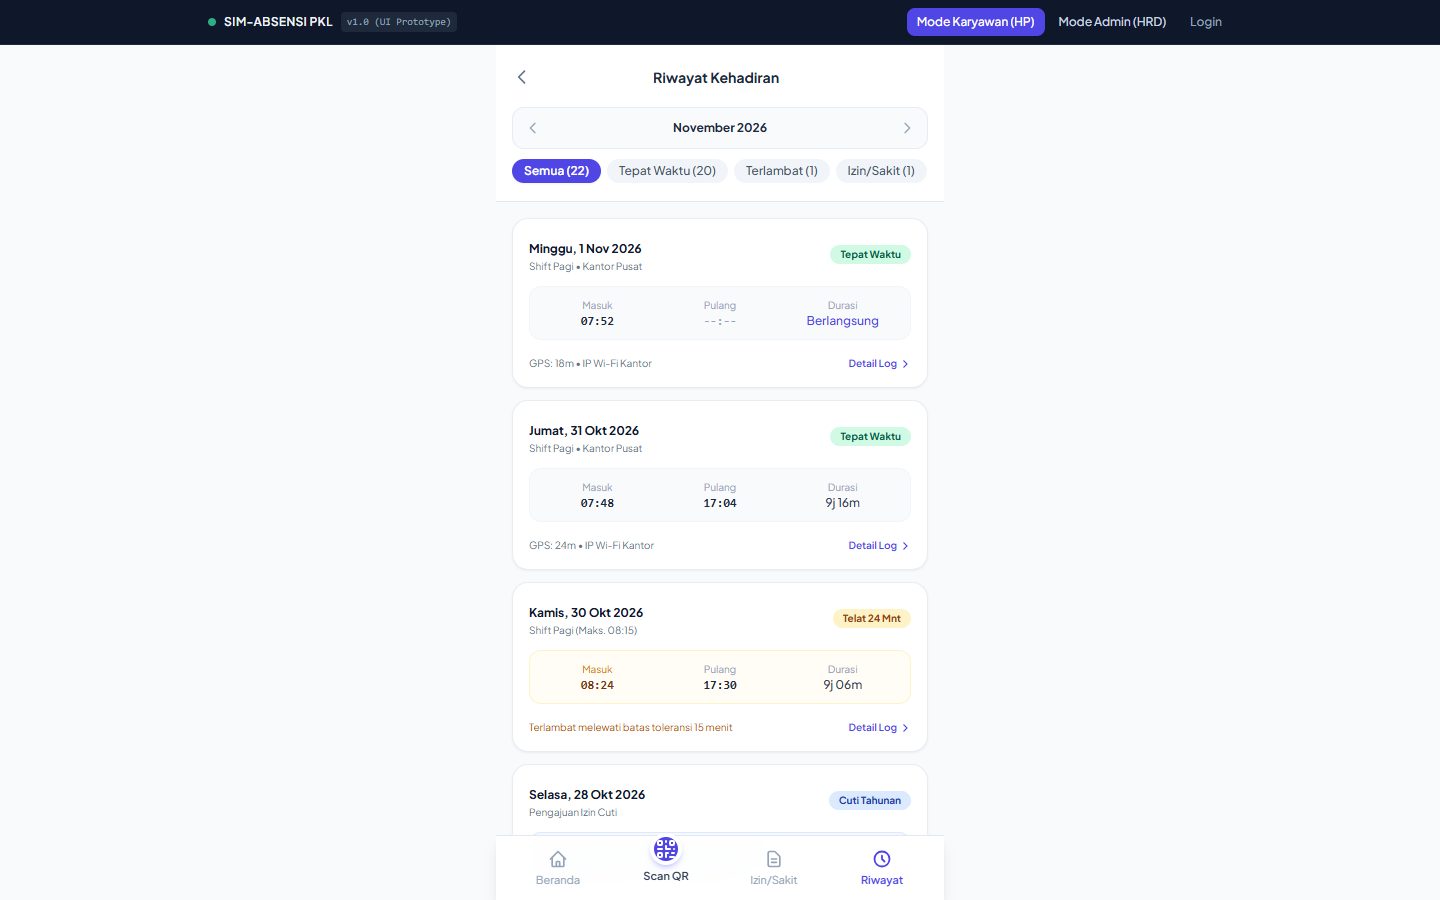 SIM-ABSENSI PKL v1.0 (UI Prototype) Mode Karyawan (HP) Mode Admin (HRD) Login
Riwayat Kehadiran
November 2026
Semua (22) Tepat Waktu (20) Terlambat (1) Izin/Sakit (1)
Minggu, 1 Nov 2026 Tepat Waktu
Shift Pagi • Kantor Pusat
Masuk Pulang Durasi
07:52 --:-- Berlangsung
GPS: 18m • IP Wi-Fi Kantor Detail Log
Jumat, 31 Okt 2026 Tepat Waktu
Shift Pagi • Kantor Pusat
Masuk Pulang Durasi
07:48 17:04 9j 16m
GPS: 24m • IP Wi-Fi Kantor Detail Log
Kamis, 30 Okt 2026 Telat 24 Mnt
Shift Pagi (Maks. 08:15)
Masuk Pulang Durasi
08:24 17:30 9j 06m
Terlambat melewati batas toleransi 15 menit Detail Log
Selasa, 28 Okt 2026 Cuti Tahunan
Pengajuan Izin Cuti
Beranda Scan QR Izin/Sakit Riwayat